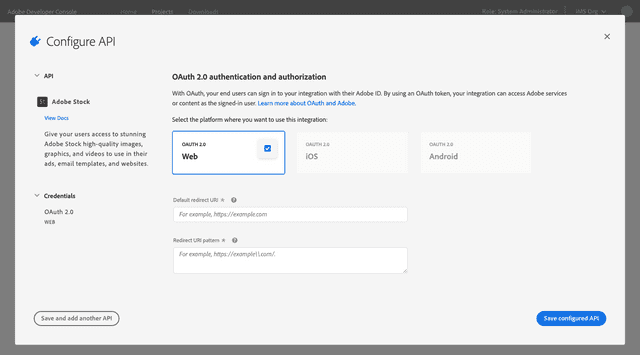 Adobe Developer Console
Home
Projects
Downloads
Role: System Administrator
IMS Org
Configure API
API
St
Adobe Stock
View Docs
Give your users access to stunning
Adobe Stock high-quality images,
graphics, and videos to use in their
ads, email templates, and websites.
Credentials
OAuth 2.0
WEB
OAuth 2.0 authentication and authorization
With OAuth, your end users can sign in to your integration with their Adobe ID. By using an OAuth token, your integration can access Adobe services
or content as the signed-in user. Learn more about OAuth and Adobe.
Select the platform where you want to use this integration:
OAUTH 2.0
Web
OAUTH 2.0
iOS
OAUTH 2.0
Android
Default redirect URI *
For example, https://example.com
Redirect URI pattern *
For example, https://example\\.com/.
Save and add another API
Save configured API